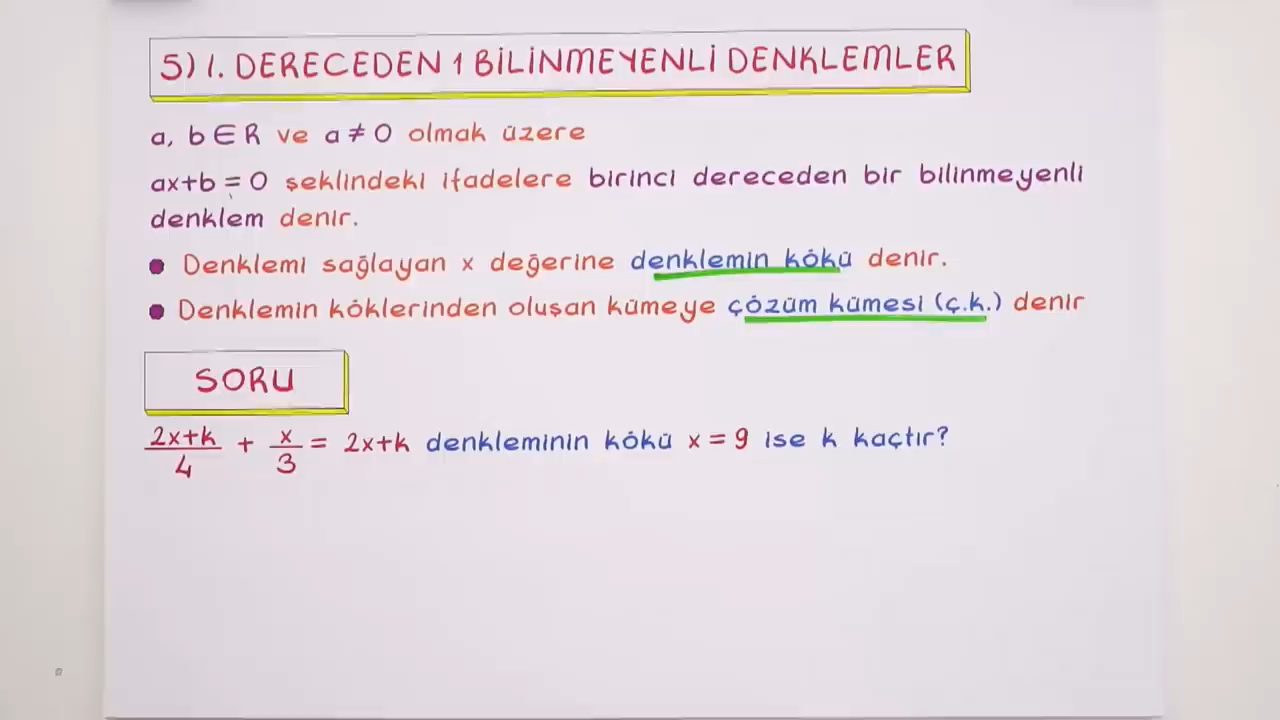 5) 1. DERECEDEN 1 BİLİNMEYENLİ DENKLEMLER
a, b ∈ R ve a ≠ 0 olmak üzere
ax+b = 0 şeklindeki ifadelere birinci dereceden bir bilinmeyenli
denklem denir.
● Denklemi sağlayan x değerine denklemin kökü denir.
● Denklemin köklerinden oluşan kümeye çözüm kümesi (ç.k.) denir
SORU
2x+k/4 + x/3 = 2x+k denkleminin kökü x = 9 ise k kaçtır?